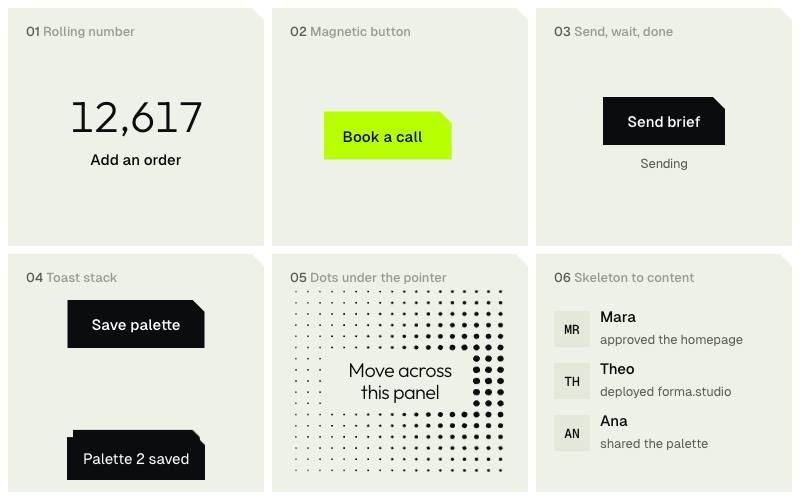 01 Rolling number
12,617
Add an order
02 Magnetic button
Book a call
03 Send, wait, done
Send brief
Sending
04 Toast stack
Save palette
Palette 2 saved
05 Dots under the pointer
Move across
this panel
06 Skeleton to content
MR
Mara
approved the homepage
TH
Theo
deployed forma.studio
AN
Ana
shared the palette